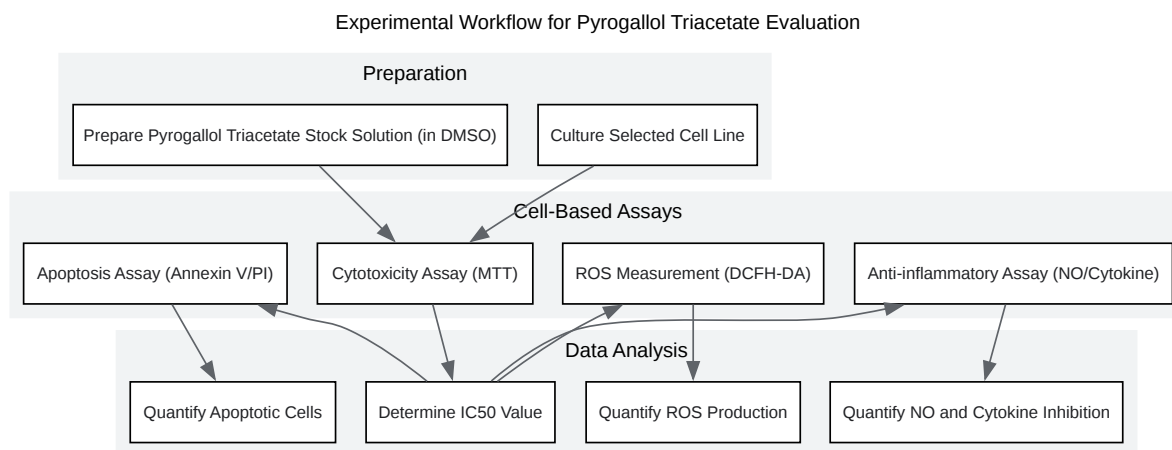 Experimental Workflow for Pyrogallol Triacetate Evaluation
Preparation
Prepare Pyrogallol Triacetate Stock Solution (in DMSO)
Culture Selected Cell Line
Cell-Based Assays
Apoptosis Assay (Annexin V/PI)
Cytotoxicity Assay (MTT)
ROS Measurement (DCFH-DA)
Anti-inflammatory Assay (NO/Cytokine)
Data Analysis
Quantify Apoptotic Cells
Determine IC50 Value
Quantify ROS Production
Quantify NO and Cytokine Inhibition